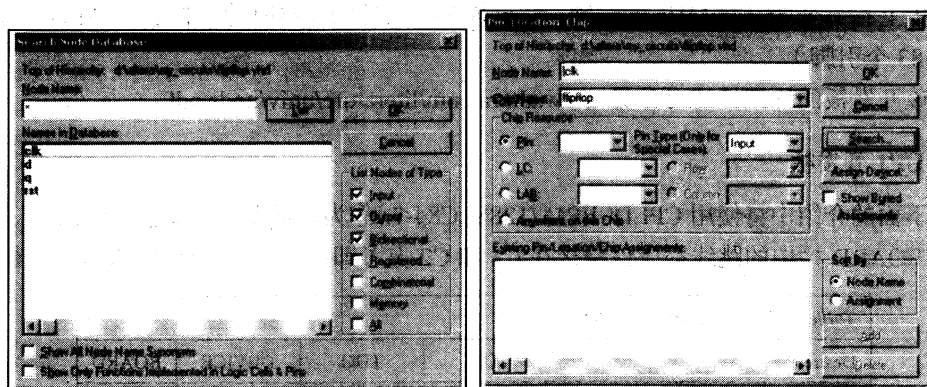 Search Node Database
Top of Hierarchy: d:\altera\my_circuits\flipflop.vhd
Node Name:
*
List
OK
Names in Database:
Cancel
clk
d
q
rst
List Nodes of Type
Input
Output
Bidirectional
Registered
Combinatorial
Memory
All
Show All Node Name Synonyms
Show Only Functions Implemented in Logic Cells & Pins
Pin/Location/Chip
Top of Hierarchy: d:\altera\my_circuits\flipflop.vhd
Node Name: clk
OK
Chip Name: flipflop
Cancel
Chip Resource
Pin:
Pin Type (Only for Special Cases):
Input
Search...
LC:
Row
Assign Device...
LAB:
Column
Show Buried Assignments
Anywhere on this Chip
Existing Pin/Location/Chip Assignments:
Sort By
Node Name
Assignment
Add
Delete